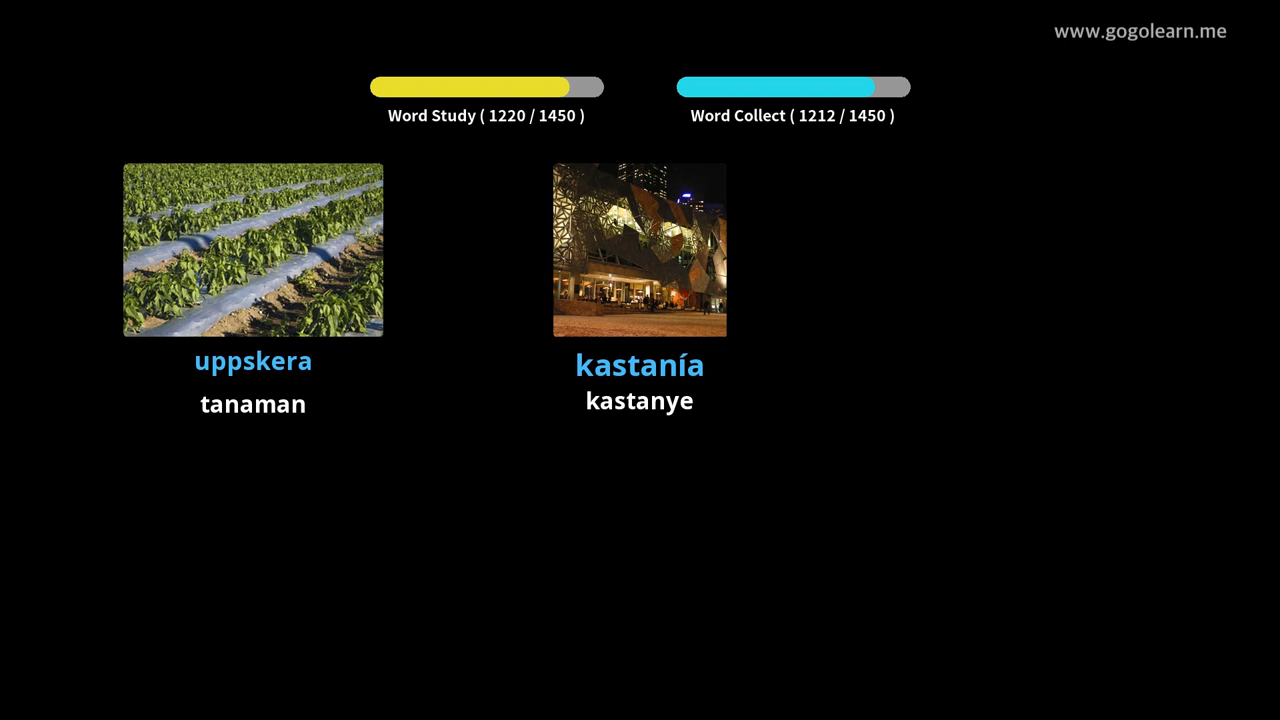 www.gogolearn.me
Word Study ( 1220 / 1450 )
Word Collect ( 1212 / 1450 )
uppskera
tanaman
kastanía
kastanye